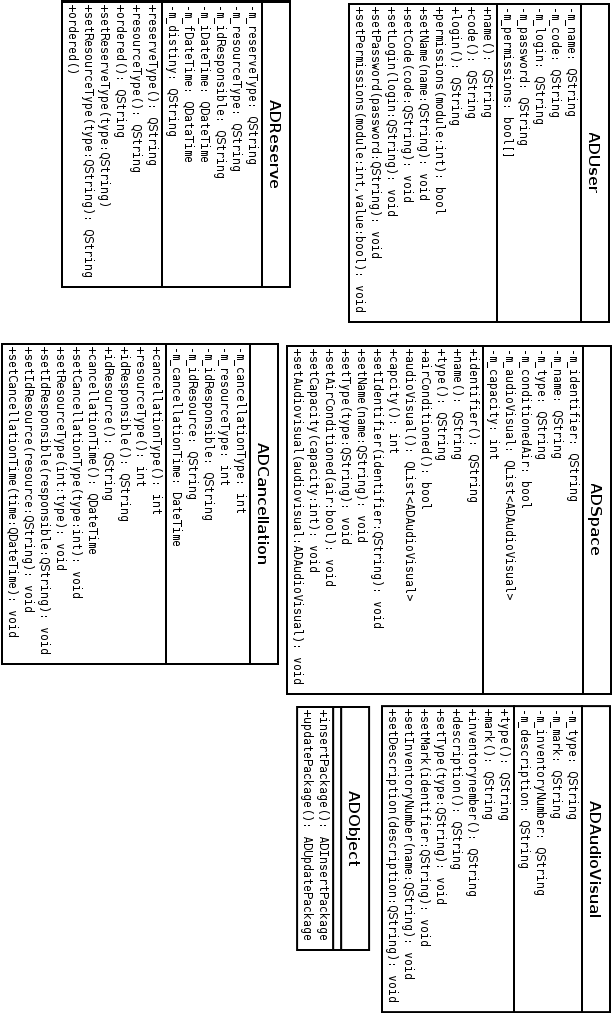 ADUser
-m_name: QString
-m_code: QString
-m_login: QString
-m_password: QString
-m_permissions: bool[]
+name(): QString
+code(): QString
+login(): QString
+permissions(module:int): bool
+setName(name:QString): void
+setCode(code:QString): void
+setLogin(login:QString): void
+setPassword(password:QString): void
+setPermissions(module:int,value:bool): void
ADSpace
-m_identifier: QString
-m_name: QString
-m_type: QString
-m_conditionedAir: bool
-m_audioVisual: QList<ADAudioVisual>
-m_capacity: int
+identifier(): QString
+name(): QString
+type(): QString
+airConditioned(): bool
+audioVisual(): QList<ADAudioVisual>
+capcity(): int
+setIdentifier(identifier:QString): void
+setName(name:QString): void
+setType(type:QString): void
+setAirConditioned(air:bool): void
+setCapacity(capacity:int): void
+setAudiovisual(audiovisual:ADAudioVisual): void
ADAudioVisual
-m_type: QString
-m_mark: QString
-m_inventoryNumber: QString
-m_description: QString
+type(): QString
+mark(): QString
+inventorynember(): QString
+description(): QString
+setType(type:QString): void
+setMark(identifier:QString): void
+setInventoryNumber(name:QString): void
+setDescription(description:QString): void
ADReserve
-m_reserveType: QString
-m_resourceType: QString
-m_idResponsible: QString
-m_iDateTime: QDateTime
-m_fDateTime: QDataTime
-m_distiny: QString
+reserveType(): QString
+resourceType(): QString
+ordered(): QString
+setReserveType(type:QString)
+setResourceType(type:QString): QString
+ordered()
ADCancellation
-m_cancellationType: int
-m_resourceType: int
-m_idResponsible: QString
-m_idResource: QString
-m_cancellationTime: DateTime
+cancellationType(): int
+resourceType(): int
+idResponsible(): QString
+idResource(): QString
+cancellationTime(): QDateTime
+setCancellationType(type:int): void
+setResourceType(int:type): void
+setIdResponsible(responsible:QString): void
+setIdResource(resource:QString): void
+setCancellationTime(time:QDateTime): void
ADObject
+insertPackage(): ADInsertPackage
+updatePackage(): ADUpdatePackage